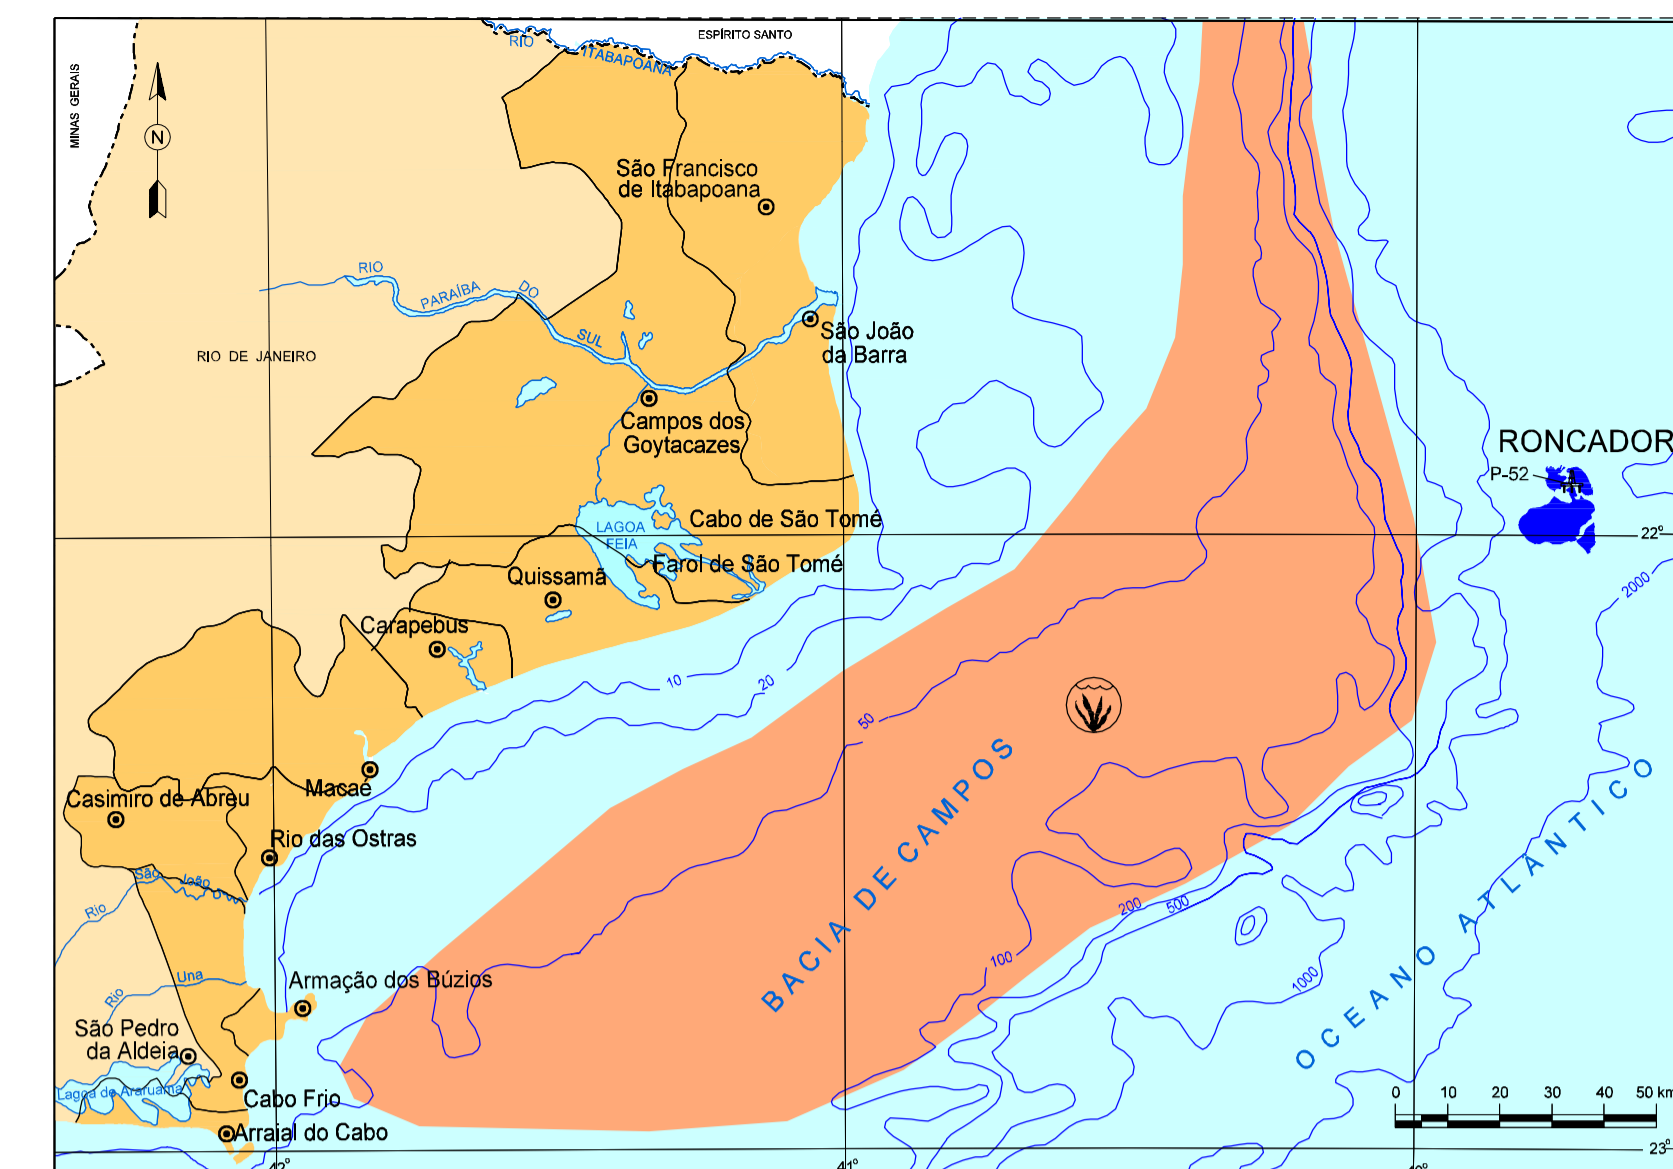 ESPÍRITO SANTO
RIO
ITABAPOANA
MINAS GERAIS
N
São Francisco
de Itabapoana
RIO
PARAÍBA
DO
SUL
São João
da Barra
RIO DE JANEIRO
Campos dos
Goytacazes
RONCADOR
P-52
Cabo de São Tomé
LAGOA
FEIA
22°
Farol de São Tomé
Quissamã
2000
Carapebus
10
20
50
Macaé
Casimiro de Abreu
Rio das Ostras
BACIA DE CAMPOS
OCEANO ATLÂNTICO
São João
Rio
200
500
100
1000
Armação dos Búzios
Una
Rio
São Pedro
da Aldeia
Lagoa de Araruama
Cabo Frio
Arraial do Cabo
0 10 20 30 40 50 km
23°
42°
41°